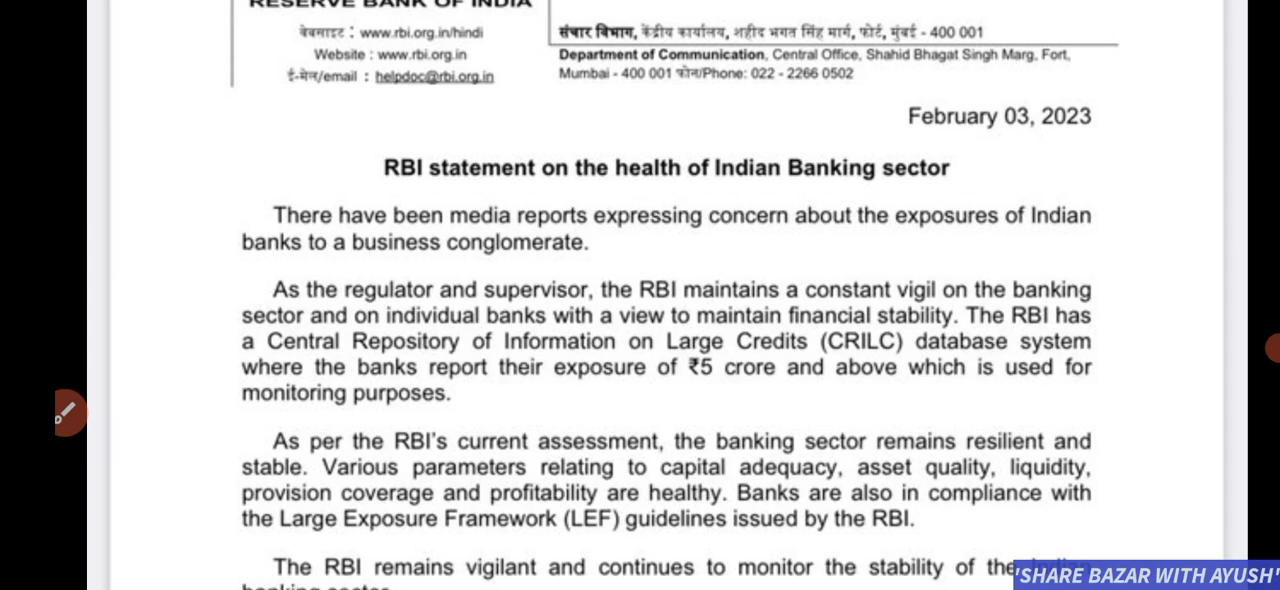 RESERVE BANK OF INDIA
वेबसाइट : www.rbi.org.in/hindi
Website : www.rbi.org.in
ई-मेल/email : helpdoc@rbi.org.in
संचार विभाग, केंद्रीय कार्यालय, शहीद भगत सिंह मार्ग, फोर्ट, मुंबई - 400 001
Department of Communication, Central Office, Shahid Bhagat Singh Marg, Fort,
Mumbai - 400 001 फोन/Phone: 022 - 2266 0502
February 03, 2023
RBI statement on the health of Indian Banking sector
There have been media reports expressing concern about the exposures of Indian
banks to a business conglomerate.
As the regulator and supervisor, the RBI maintains a constant vigil on the banking
sector and on individual banks with a view to maintain financial stability. The RBI has
a Central Repository of Information on Large Credits (CRILC) database system
where the banks report their exposure of ₹5 crore and above which is used for
monitoring purposes.
As per the RBI's current assessment, the banking sector remains resilient and
stable. Various parameters relating to capital adequacy, asset quality, liquidity,
provision coverage and profitability are healthy. Banks are also in compliance with
the Large Exposure Framework (LEF) guidelines issued by the RBI.
The RBI remains vigilant and continues to monitor the stability of the Indian
banking sector.
'SHARE BAZAR WITH AYUSH'